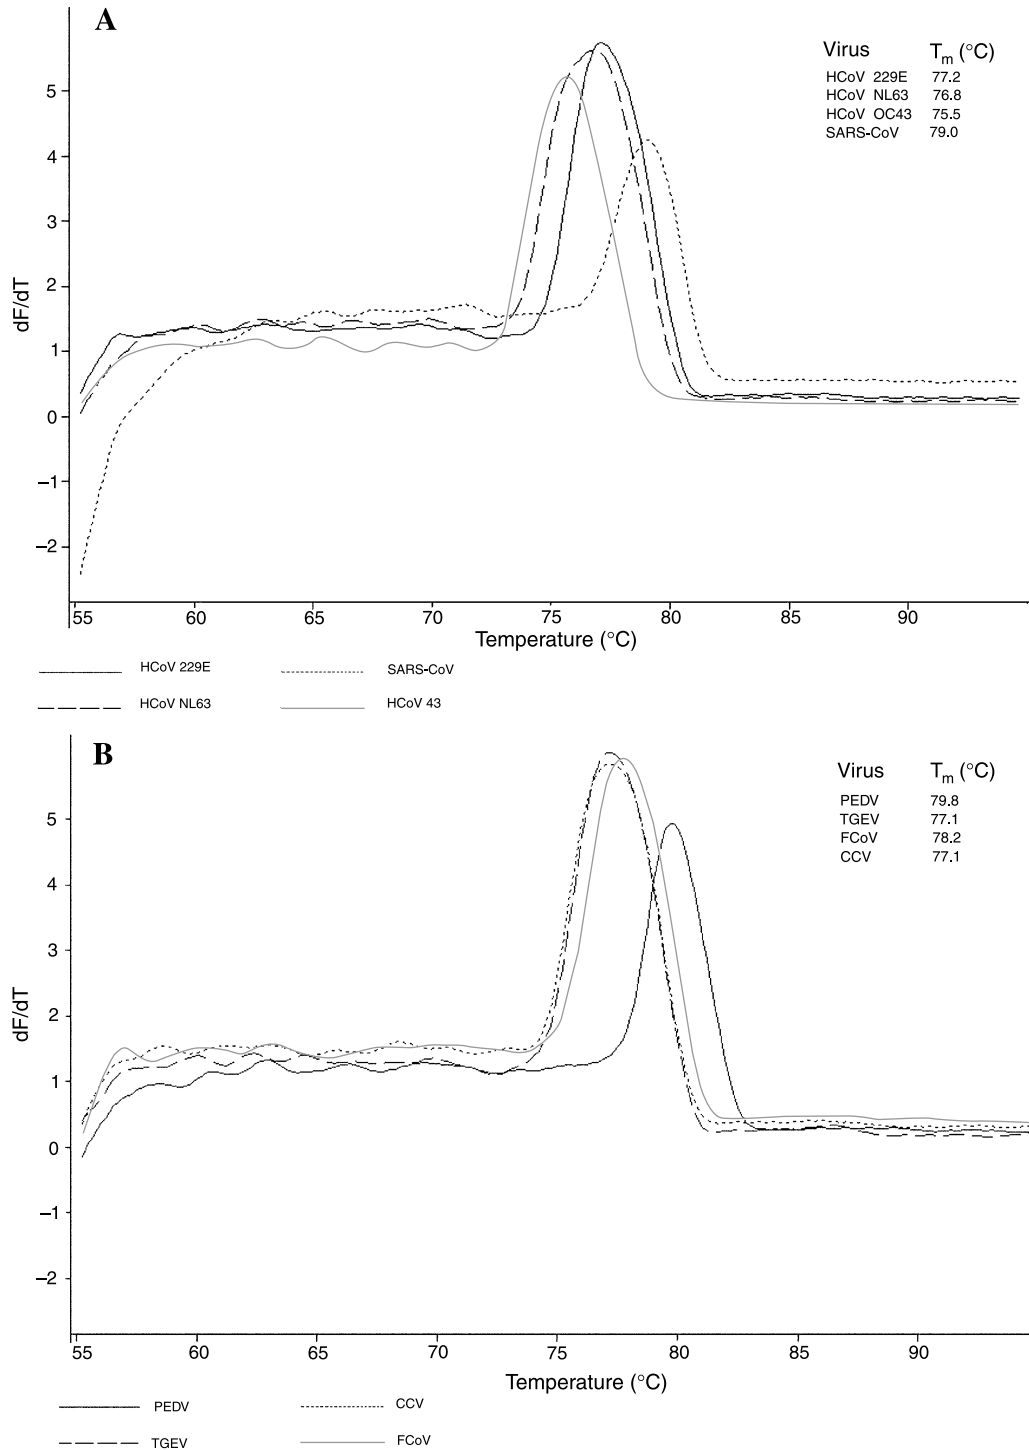 A
Virus Tm (°C)
HCoV 229E 77.2
HCoV NL63 76.8
HCoV OC43 75.5
SARS-CoV 79.0
5
4
3
2
1
0
−1
−2
dF/dT
55 60 65 70 75 80 85 90
Temperature (°C)
HCoV 229E SARS-CoV
HCoV NL63 HCoV 43
B
Virus Tm (°C)
PEDV 79.8
TGEV 77.1
FCoV 78.2
CCV 77.1
5
4
3
2
1
0
−1
−2
dF/dT
55 60 65 70 75 80 85 90
Temperature (°C)
PEDV CCV
TGEV FCoV